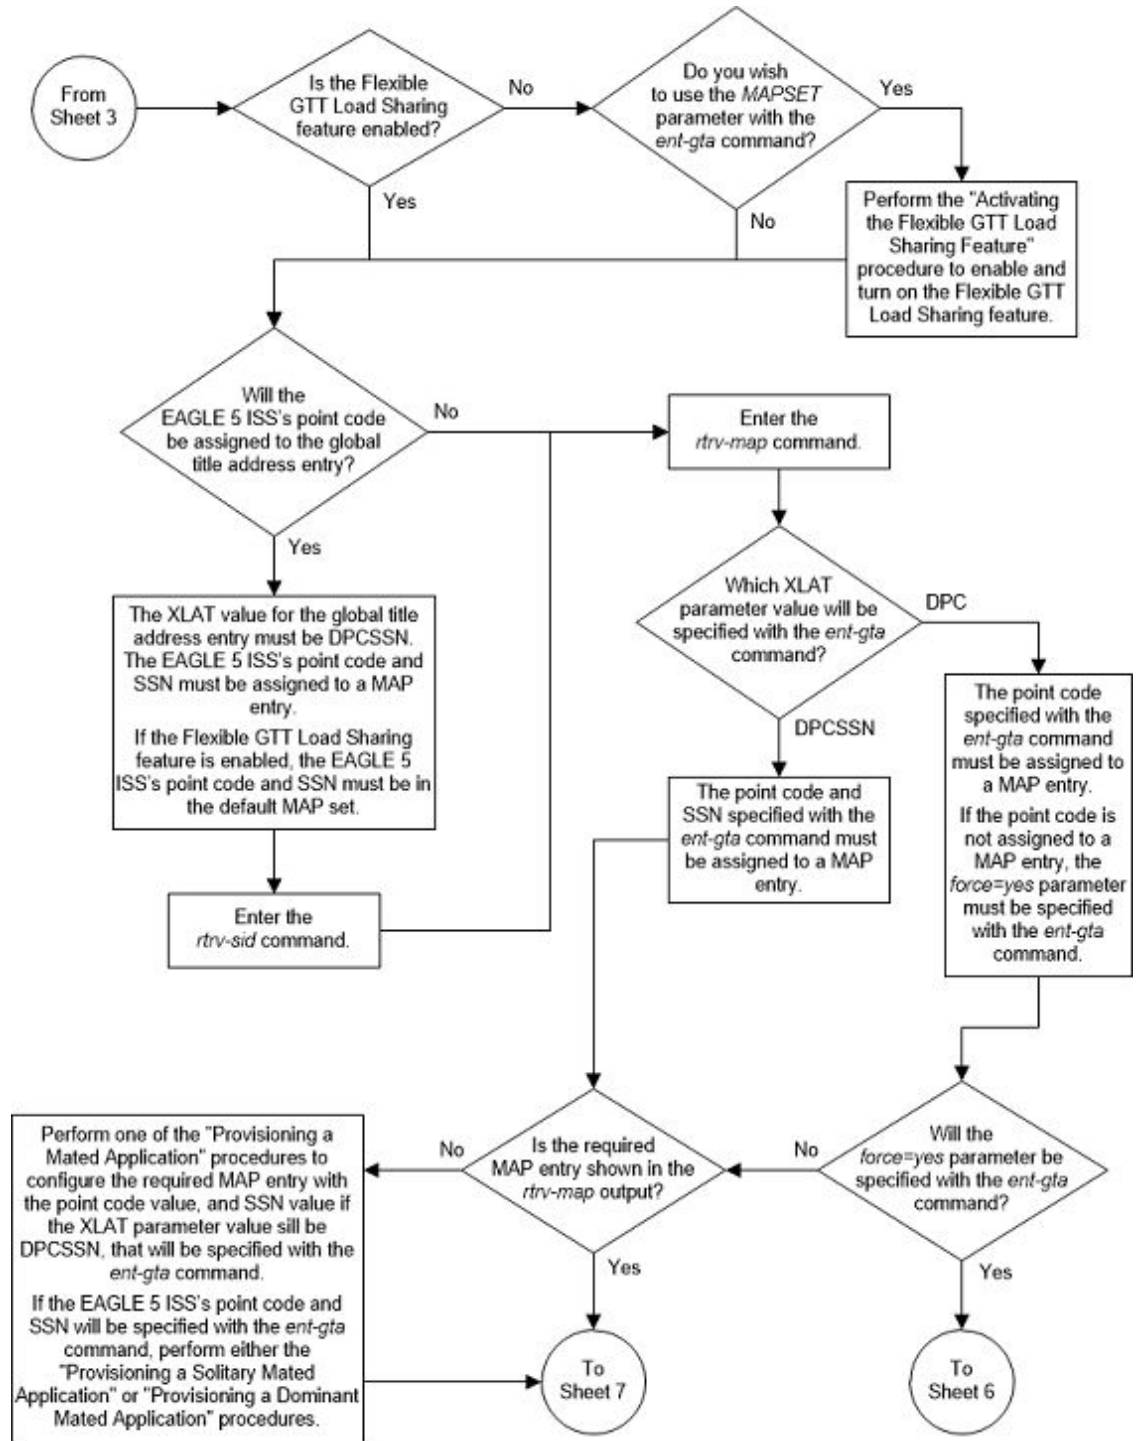 From
Sheet 3
Is the Flexible
GTT Load Sharing
feature enabled?
No
Do you wish
to use the MAPSET
parameter with the
ent-gta command?
Yes
Yes
No
Perform the "Activating
the Flexible GTT Load
Sharing Feature"
procedure to enable and
turn on the Flexible GTT
Load Sharing feature.
Will the
EAGLE 5 ISS's point code
be assigned to the global
title address entry?
No
Enter the
rtrv-map command.
Yes
Which XLAT
parameter value will be
specified with the ent-gta
command?
DPC
DPCSSN
The XLAT value for the global title
address entry must be DPCSSN.
The EAGLE 5 ISS's point code and
SSN must be assigned to a MAP
entry.
If the Flexible GTT Load Sharing
feature is enabled, the EAGLE 5
ISS's point code and SSN must be in
the default MAP set.
The point code
specified with the
ent-gta command
must be assigned to
a MAP entry.
If the point code is
not assigned to a
MAP entry, the
force=yes parameter
must be specified
with the ent-gta
command.
The point code and
SSN specified with the
ent-gta command must
be assigned to a MAP
entry.
Enter the
rtrv-sid command.
Perform one of the "Provisioning a
Mated Application" procedures to
configure the required MAP entry with
the point code value, and SSN value if
the XLAT parameter value sill be
DPCSSN, that will be specified with the
ent-gta command.
If the EAGLE 5 ISS's point code and
SSN will be specified with the ent-gta
command, perform either the
"Provisioning a Solitary Mated
Application" or "Provisioning a Dominant
Mated Application" procedures.
No
Is the required
MAP entry shown in the
rtrv-map output?
No
Will the
force=yes parameter be
specified with the ent-gta
command?
Yes
Yes
To
Sheet 7
To
Sheet 6